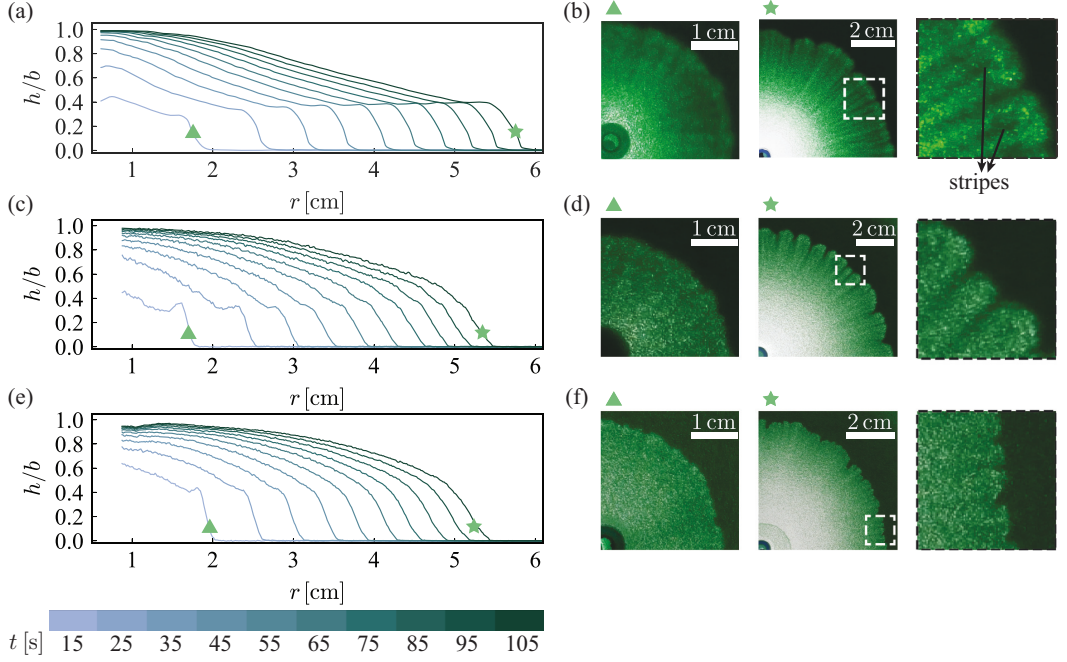 (a)
1.0
0.8
0.6
0.4
0.2
0.0
h/b
1 2 3 4 5 6
r [cm]
(b)
1 cm
2 cm
stripes
(c)
1.0
0.8
0.6
0.4
0.2
0.0
h/b
1 2 3 4 5 6
r [cm]
(d)
1 cm
2 cm
(e)
1.0
0.8
0.6
0.4
0.2
0.0
h/b
1 2 3 4 5 6
r [cm]
(f)
1 cm
2 cm
t [s] 15 25 35 45 55 65 75 85 95 105